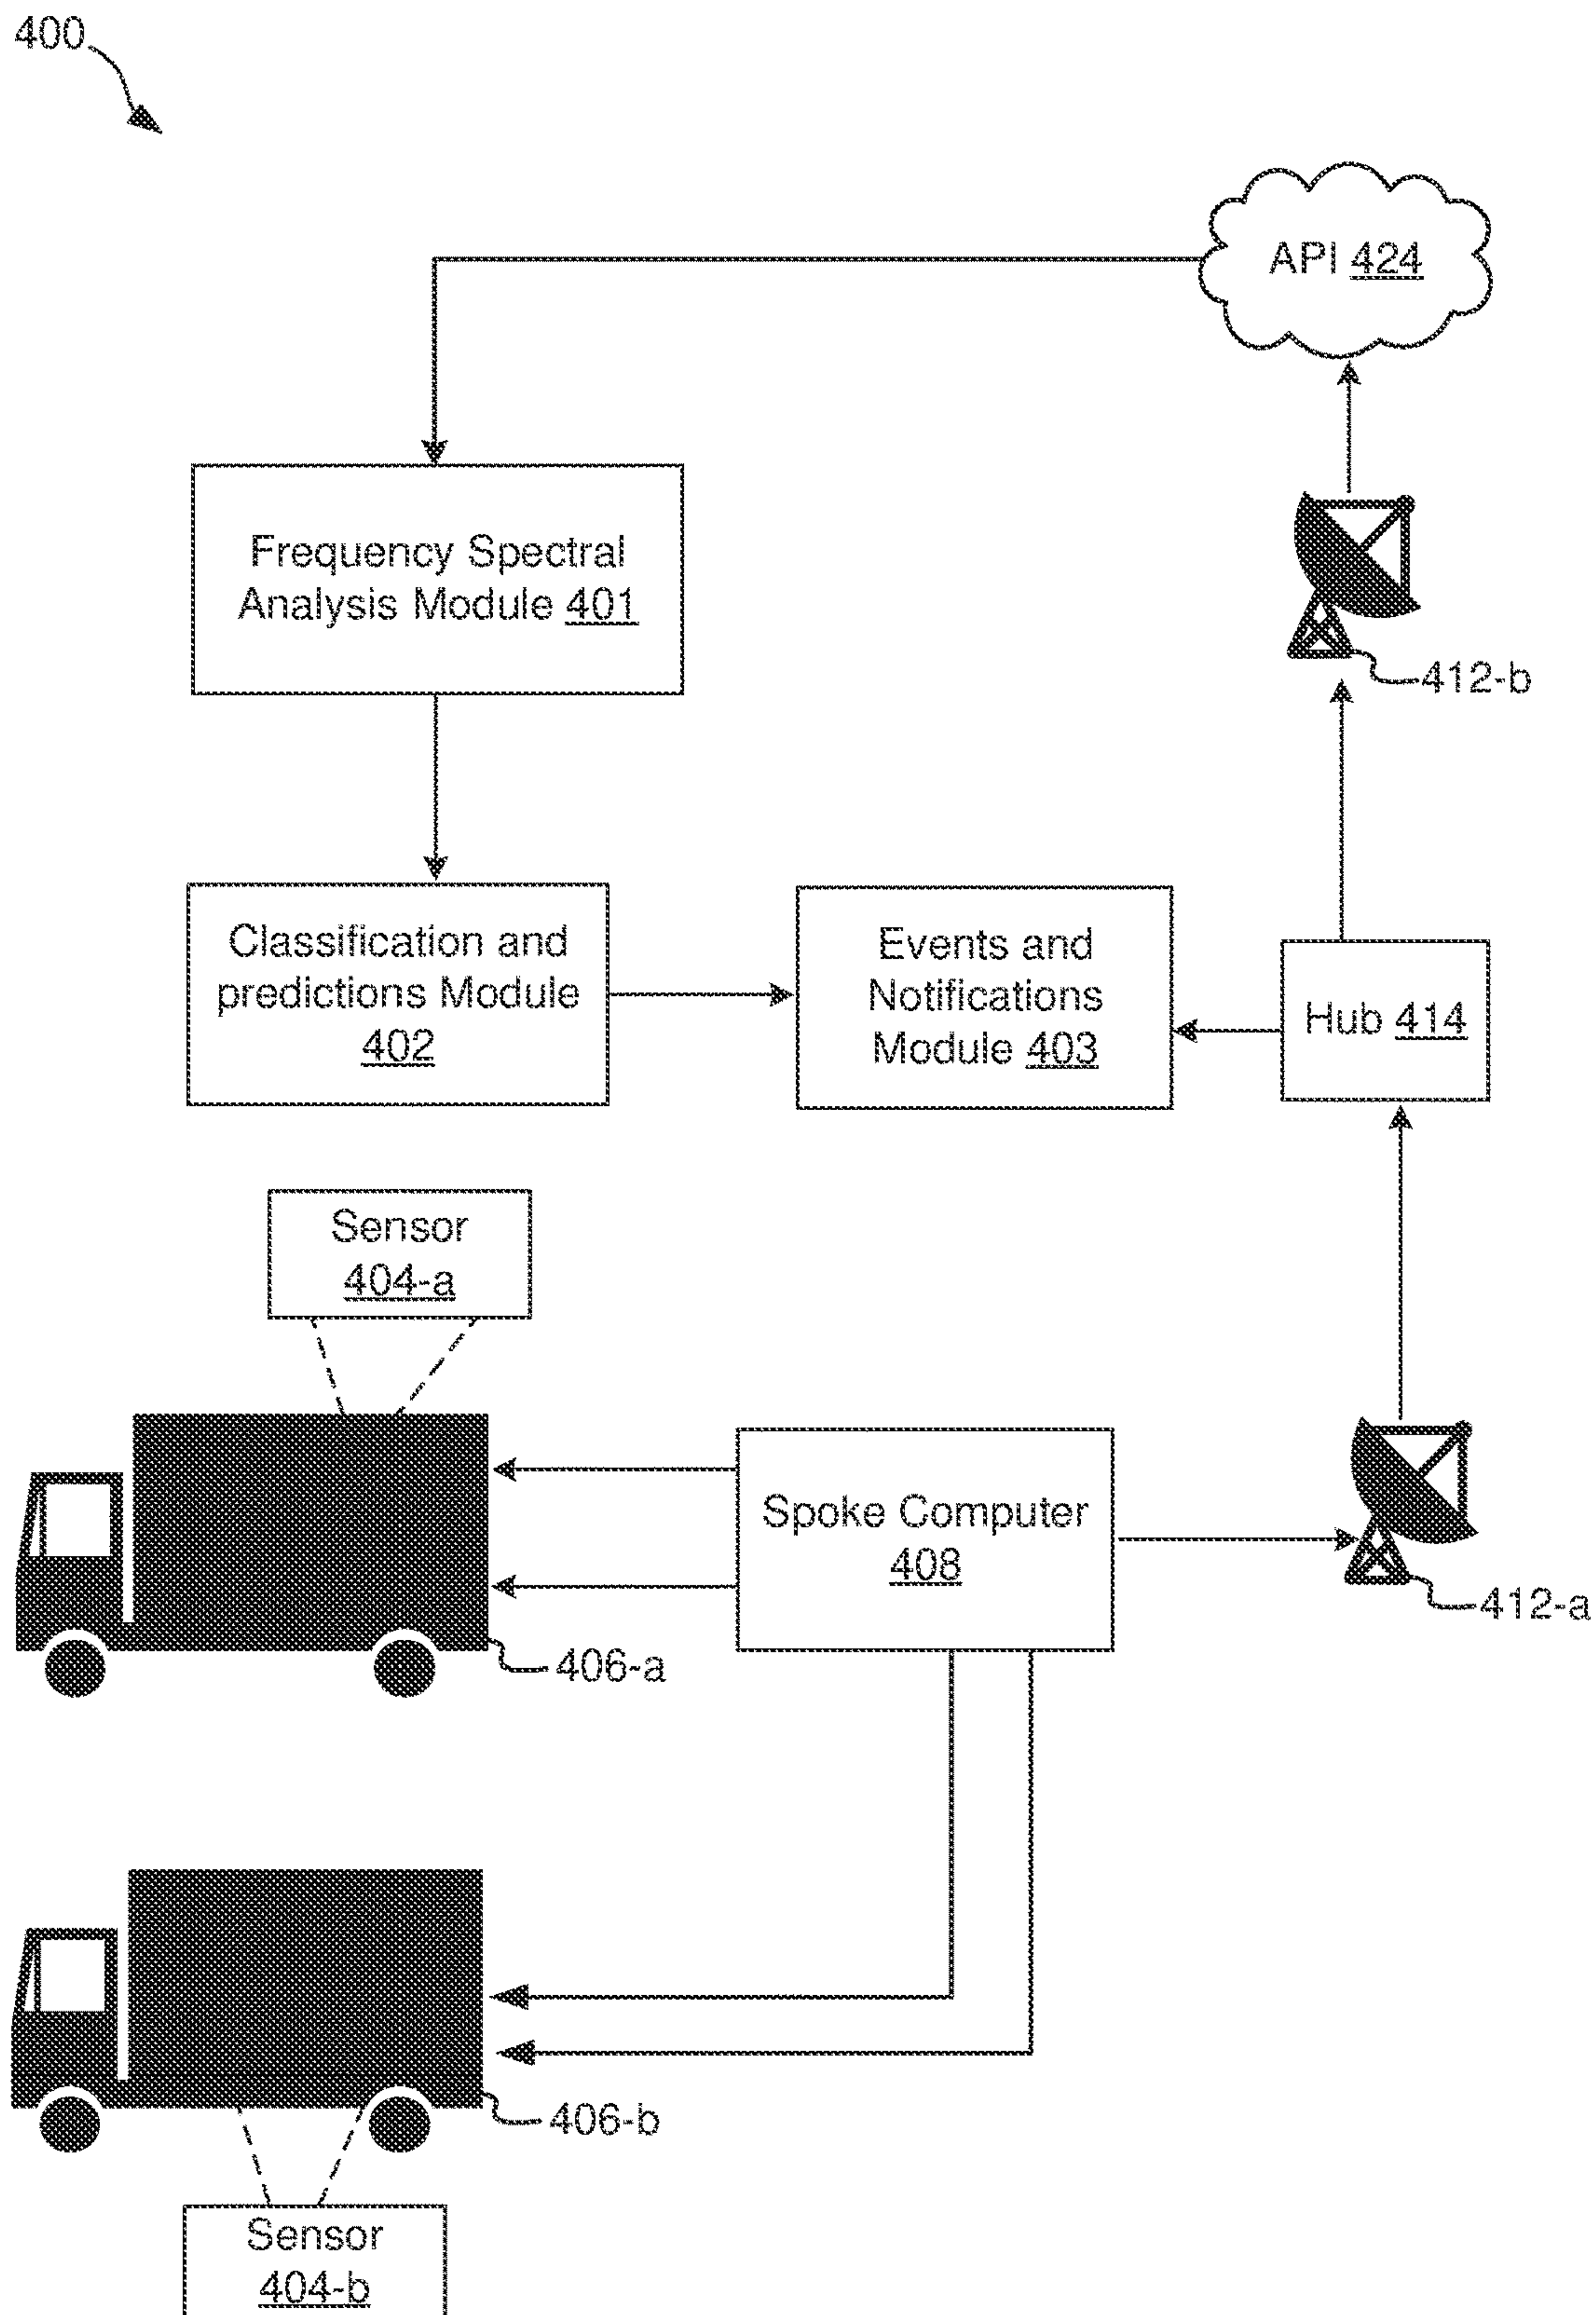 400
API 424
Frequency Spectral
Analysis Module 401
412-b
Classification and
predictions Module
402
Events and
Notifications
Module 403
Hub 414
Sensor
404-a
Spoke Computer
408
412-a
406-a
406-b
Sensor
404-b